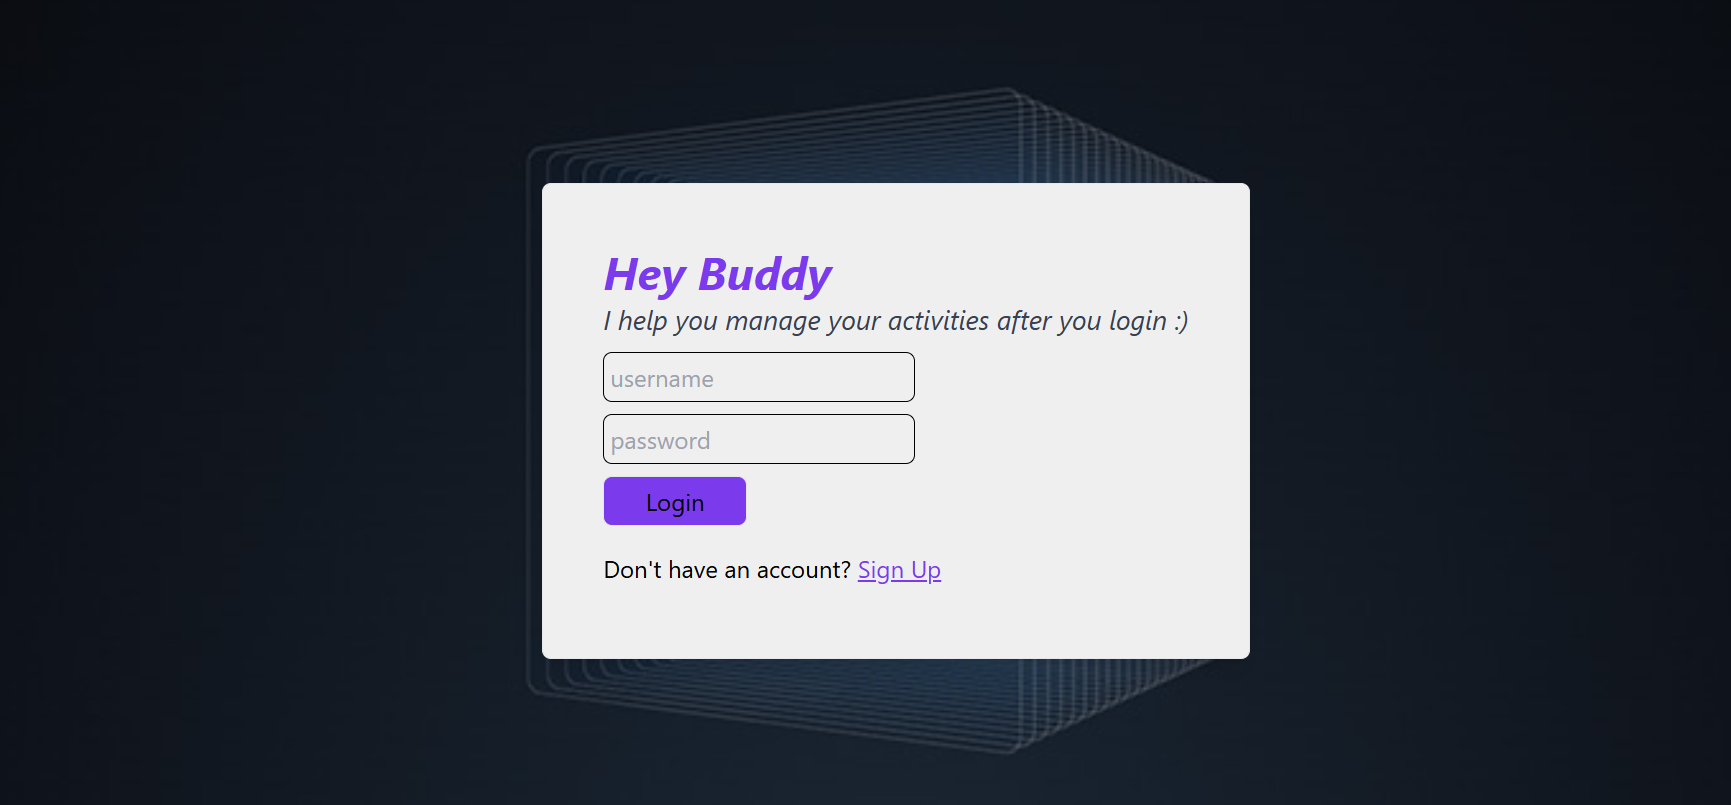 Hey Buddy
I help you manage your activities after you login :)
username
password
Login
Don't have an account? Sign Up